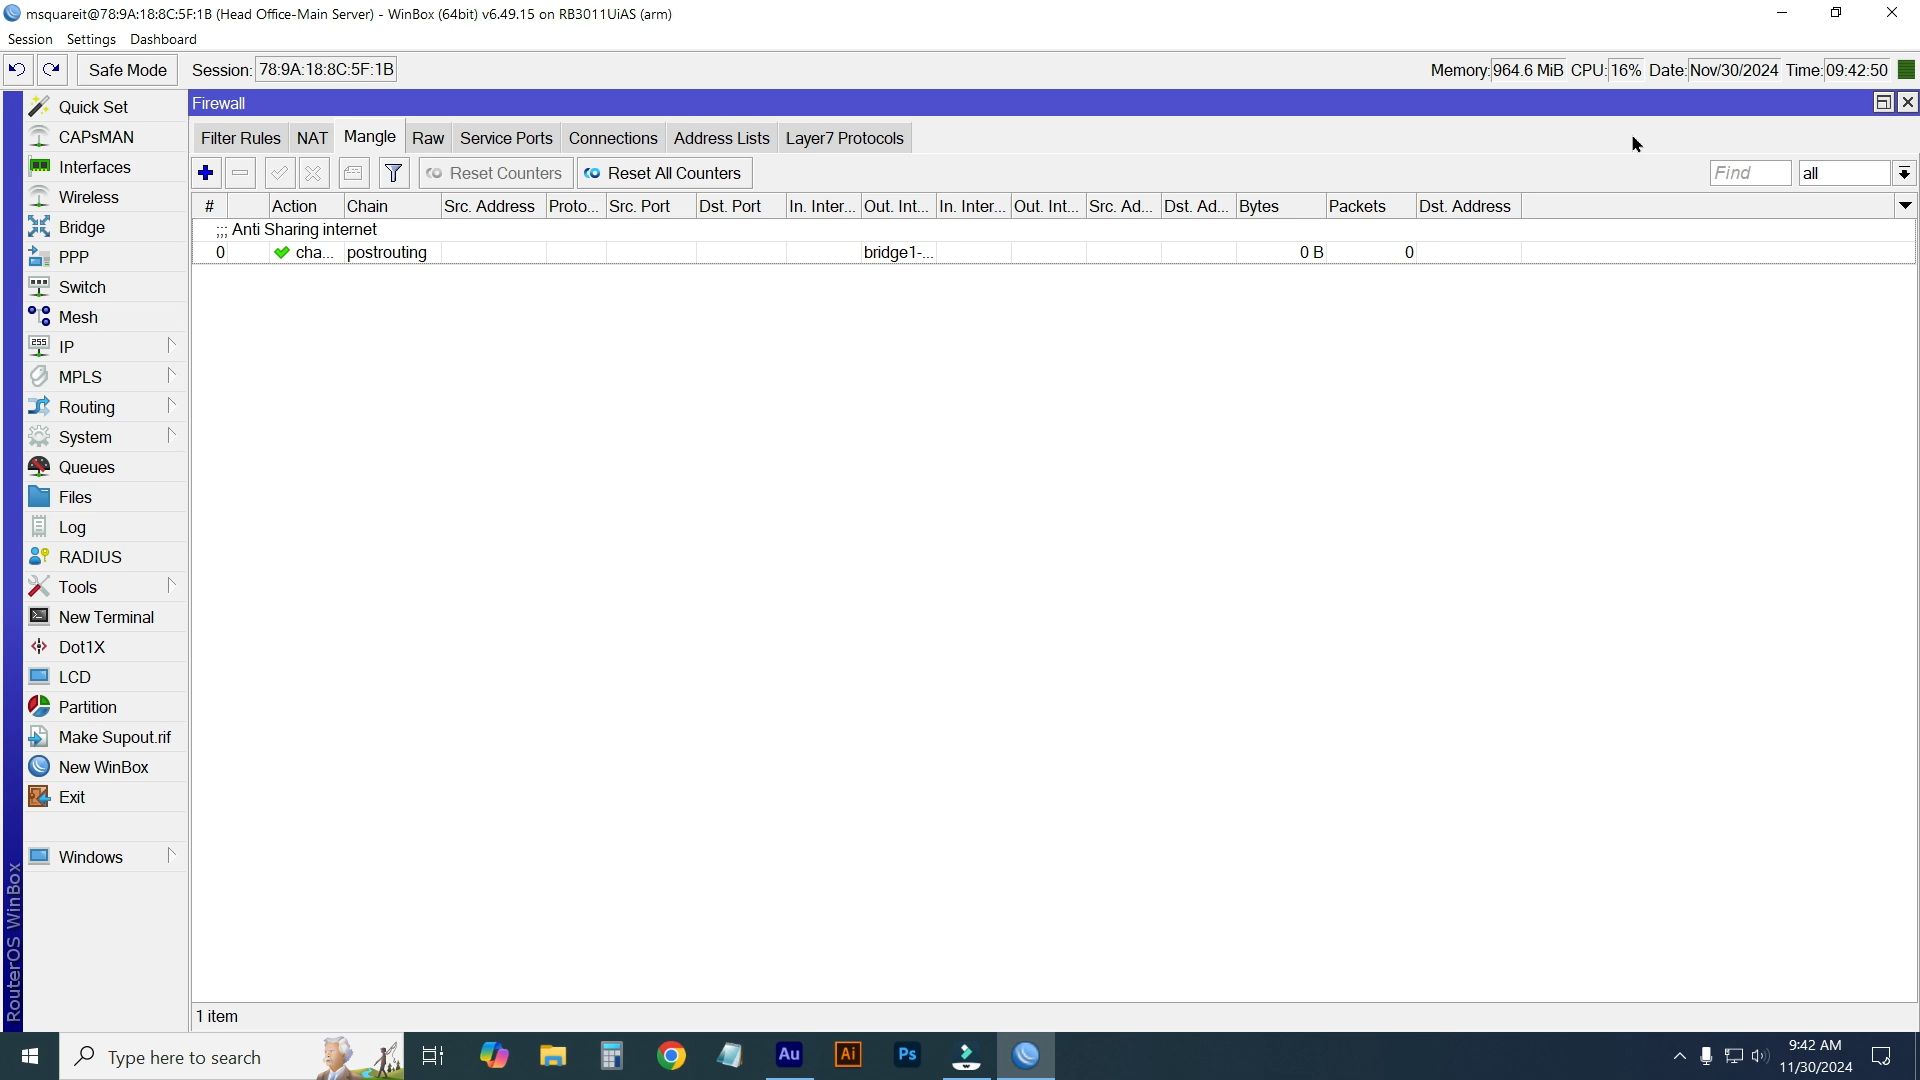 msquareit@78:9A:18:8C:5F:1B (Head Office-Main Server) - WinBox (64bit) v6.49.15 on RB3011UiAS (arm)
Session Settings Dashboard
Safe Mode Session: 78:9A:18:8C:5F:1B Memory: 964.6 MiB CPU: 16% Date: Nov/30/2024 Time: 09:42:50
Quick Set
CAPsMAN
Interfaces
Wireless
Bridge
PPP
Switch
Mesh
255 IP
MPLS
Routing
System
Queues
Files
Log
RADIUS
Tools
New Terminal
Dot1X
LCD
Partition
Make Supout.rif
New WinBox
Exit
Windows
RouterOS WinBox
Firewall
Filter Rules NAT Mangle Raw Service Ports Connections Address Lists Layer7 Protocols
Reset Counters Reset All Counters Find all
# Action Chain Src. Address Proto... Src. Port Dst. Port In. Inter... Out. Int... In. Inter... Out. Int... Src. Ad... Dst. Ad... Bytes Packets Dst. Address
;;; Anti Sharing internet
0 cha... postrouting bridge1-... 0 B 0
1 item
Type here to search Au Ai Ps 9:42 AM
11/30/2024